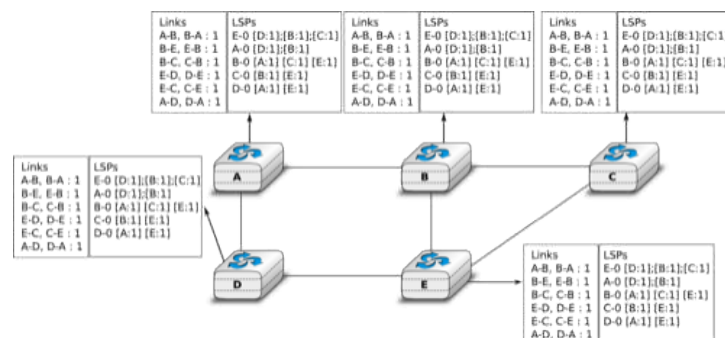 Links
A-B, B-A : 1
B-E, E-B : 1
B-C, C-B : 1
E-D, D-E : 1
E-C, C-E : 1
A-D, D-A : 1
LSPs
E-0 [D:1];[B:1];[C:1]
A-0 [D:1];[B:1]
B-0 [A:1] [C:1] [E:1]
C-0 [B:1] [E:1]
D-0 [A:1] [E:1]
Links
A-B, B-A : 1
B-E, E-B : 1
B-C, C-B : 1
E-D, D-E : 1
E-C, C-E : 1
A-D, D-A : 1
LSPs
E-0 [D:1];[B:1];[C:1]
A-0 [D:1];[B:1]
B-0 [A:1] [C:1] [E:1]
C-0 [B:1] [E:1]
D-0 [A:1] [E:1]
Links
A-B, B-A : 1
B-E, E-B : 1
B-C, C-B : 1
E-D, D-E : 1
E-C, C-E : 1
A-D, D-A : 1
LSPs
E-0 [D:1];[B:1];[C:1]
A-0 [D:1];[B:1]
B-0 [A:1] [C:1] [E:1]
C-0 [B:1] [E:1]
D-0 [A:1] [E:1]
A
B
C
Links
A-B, B-A : 1
B-E, E-B : 1
B-C, C-B : 1
E-D, D-E : 1
E-C, C-E : 1
A-D, D-A : 1
LSPs
E-0 [D:1];[B:1];[C:1]
A-0 [D:1];[B:1]
B-0 [A:1] [C:1] [E:1]
C-0 [B:1] [E:1]
D-0 [A:1] [E:1]
D
E
Links
A-B, B-A : 1
B-E, E-B : 1
B-C, C-B : 1
E-D, D-E : 1
E-C, C-E : 1
A-D, D-A : 1
LSPs
E-0 [D:1];[B:1];[C:1]
A-0 [D:1];[B:1]
B-0 [A:1] [C:1] [E:1]
C-0 [B:1] [E:1]
D-0 [A:1] [E:1]